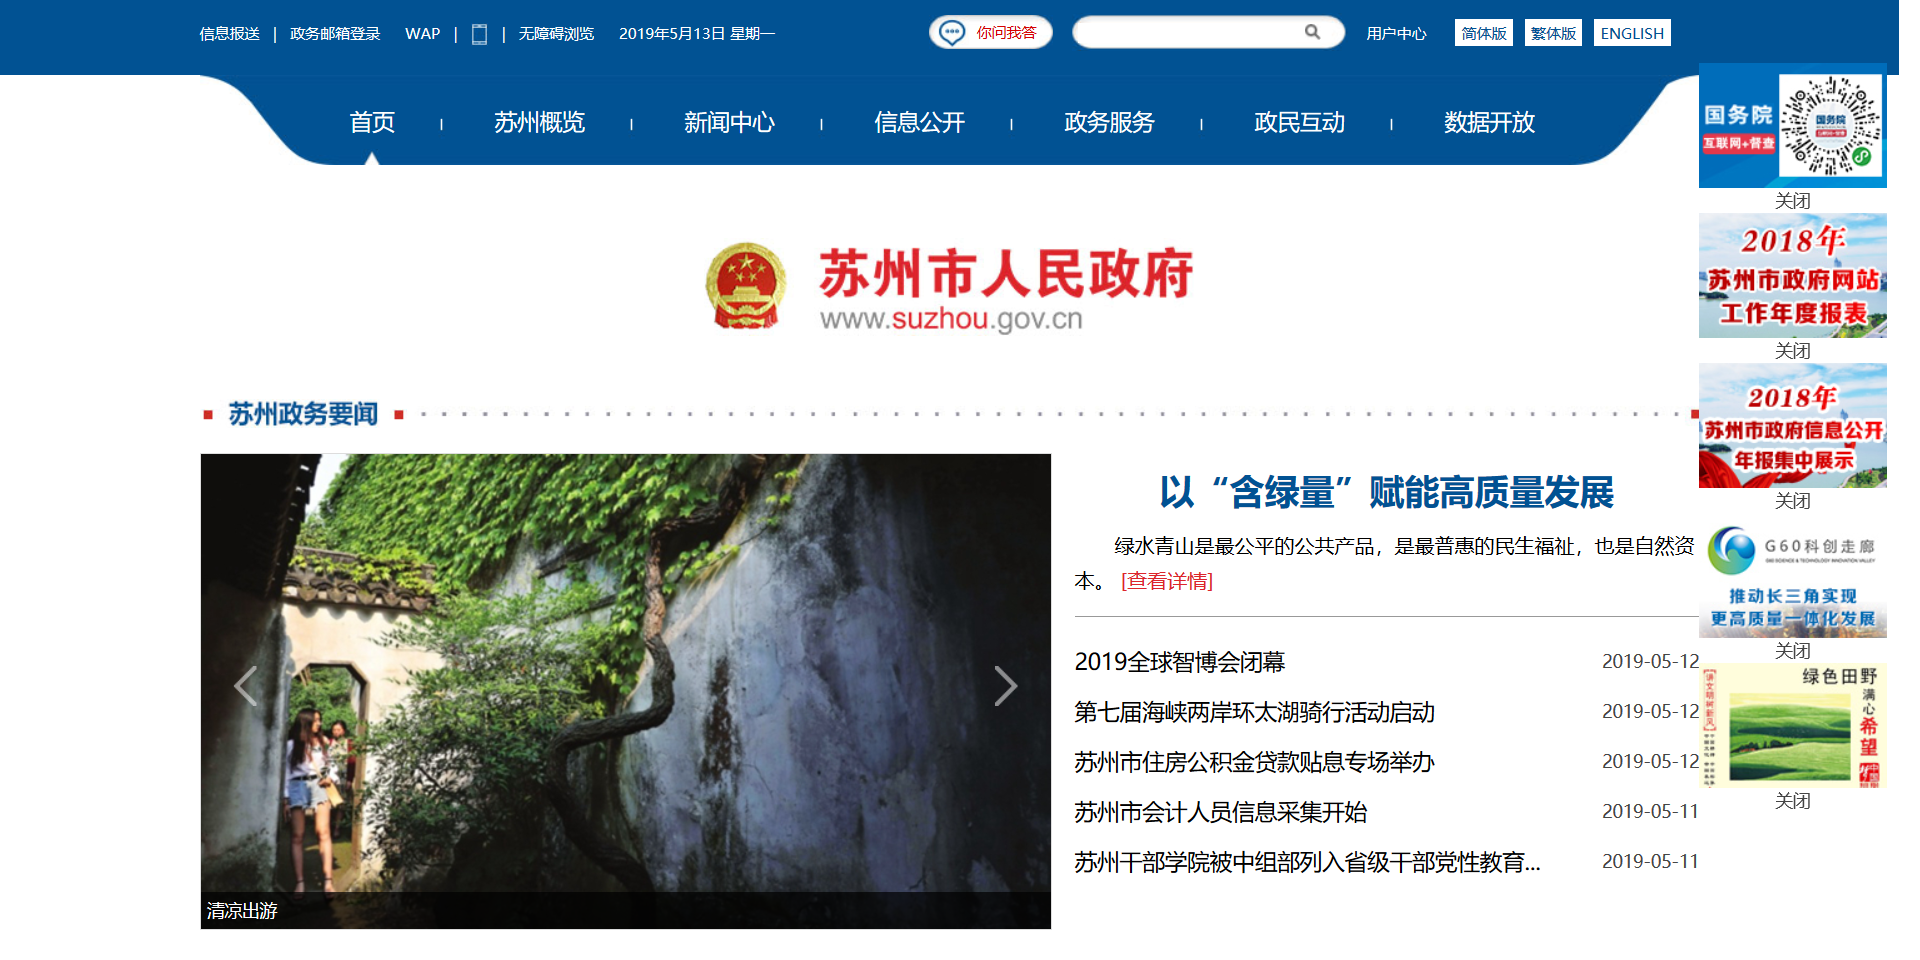 信息报送 | 政务邮箱登录 WAP | | 无障碍浏览 2019年5月13日 星期一 你问我答 用户中心 简体版 繁体版 ENGLISH
首页 苏州概览 新闻中心 信息公开 政务服务 政民互动 数据开放
苏州市人民政府
www.suzhou.gov.cn
苏州政务要闻
清凉出游
以“含绿量”赋能高质量发展
绿水青山是最公平的公共产品，是最普惠的民生福祉，也是自然资
本。 [查看详情]
2019全球智博会闭幕 2019-05-12
第七届海峡两岸环太湖骑行活动启动 2019-05-12
苏州市住房公积金贷款贴息专场举办 2019-05-12
苏州市会计人员信息采集开始 2019-05-11
苏州干部学院被中组部列入省级干部党性教育... 2019-05-11
国务院
互联网+督查
国务院
关闭
2018年
苏州市政府网站
工作年度报表
关闭
2018年
苏州市政府信息公开
年报集中展示
关闭
G60科创走廊
G60 SCIENCE & TECHNOLOGY INNOVATION VALLEY
推动长三角实现
更高质量一体化发展
关闭
绿色田野
满心希望
讲文明树新风
关闭